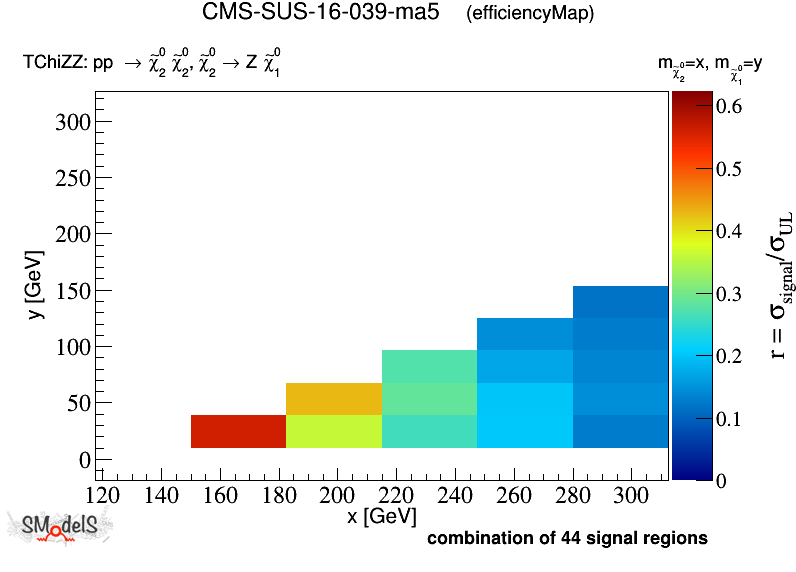 CMS-SUS-16-039-ma5 (efficiencyMap)
TChiZZ: pp → χ̃⁰₂ χ̃⁰₂, χ̃⁰₂ → Z χ̃⁰₁
m_χ̃⁰₂=x, m_χ̃⁰₁=y
300
250
200
150
100
50
0
y [GeV]
120 140 160 180 200 220 240 260 280 300
x [GeV]
0.6
0.5
0.4
0.3
0.2
0.1
0
r = σ_signal/σ_UL
SModelS
combination of 44 signal regions